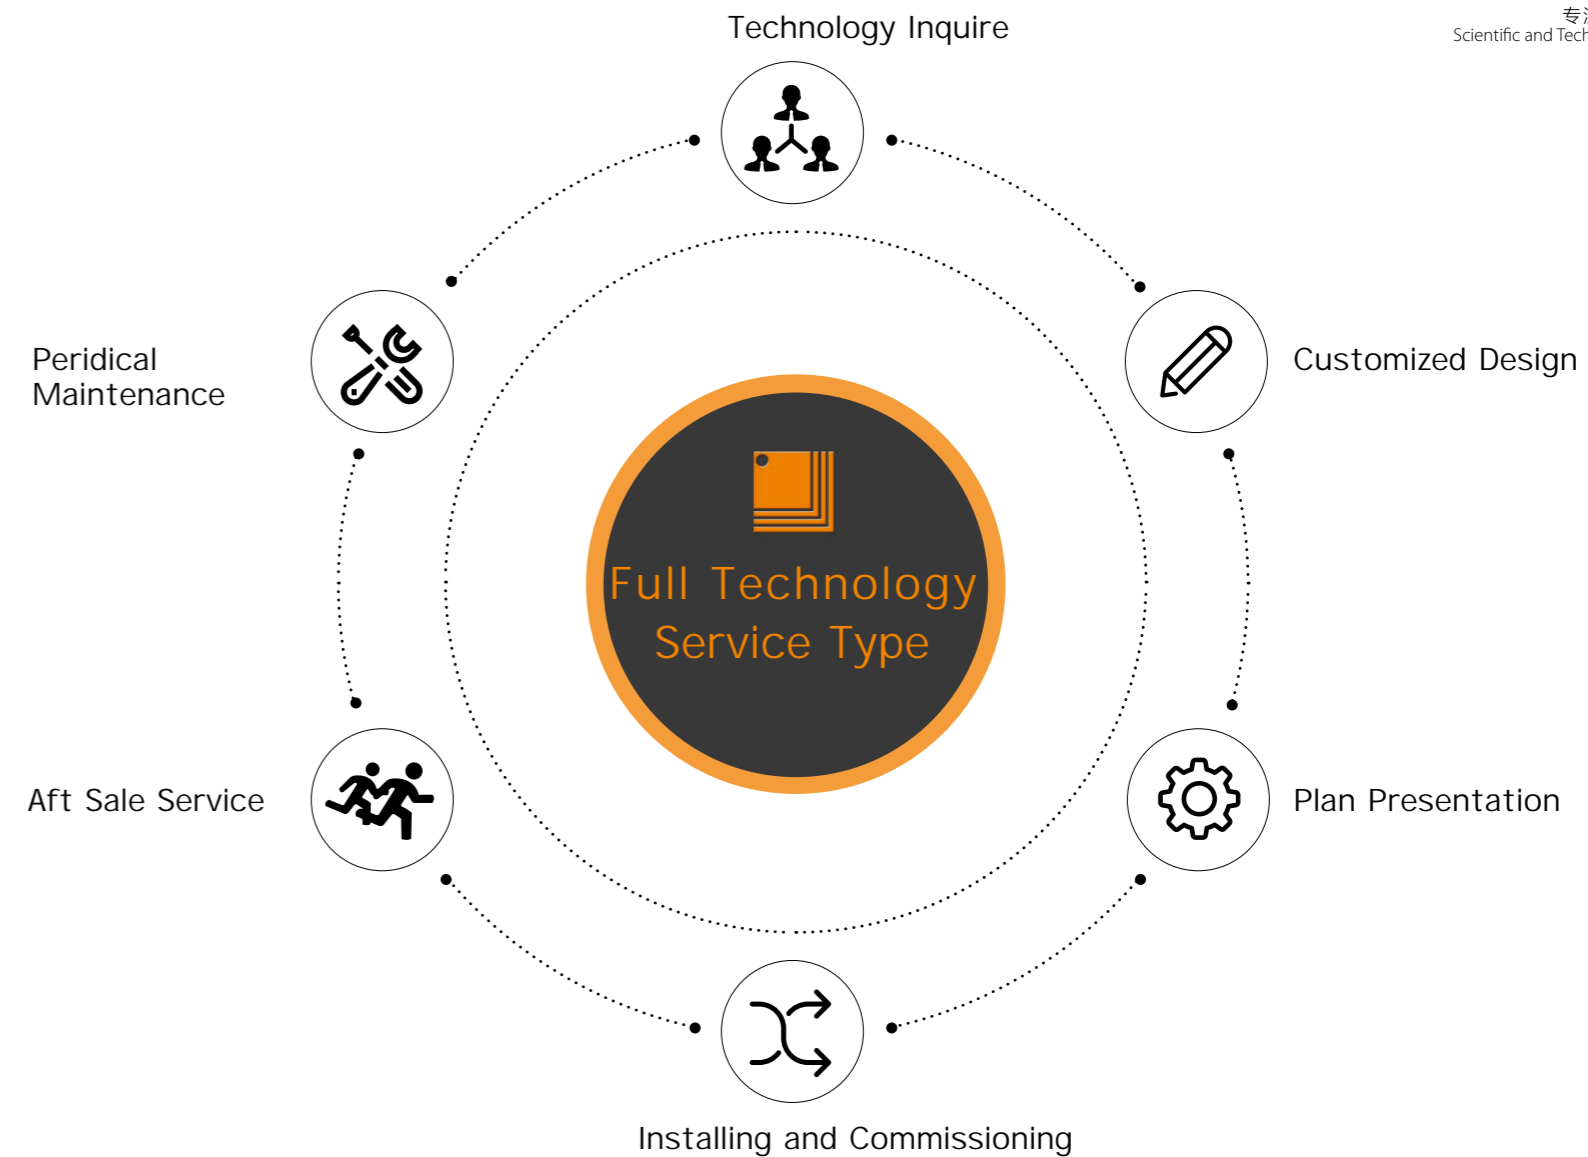 Technology Inquire
专
Scientific and Tech
Peridical
Maintenance
Customized Design
Full Technology
Service Type
Aft Sale Service
Plan Presentation
Installing and Commissioning